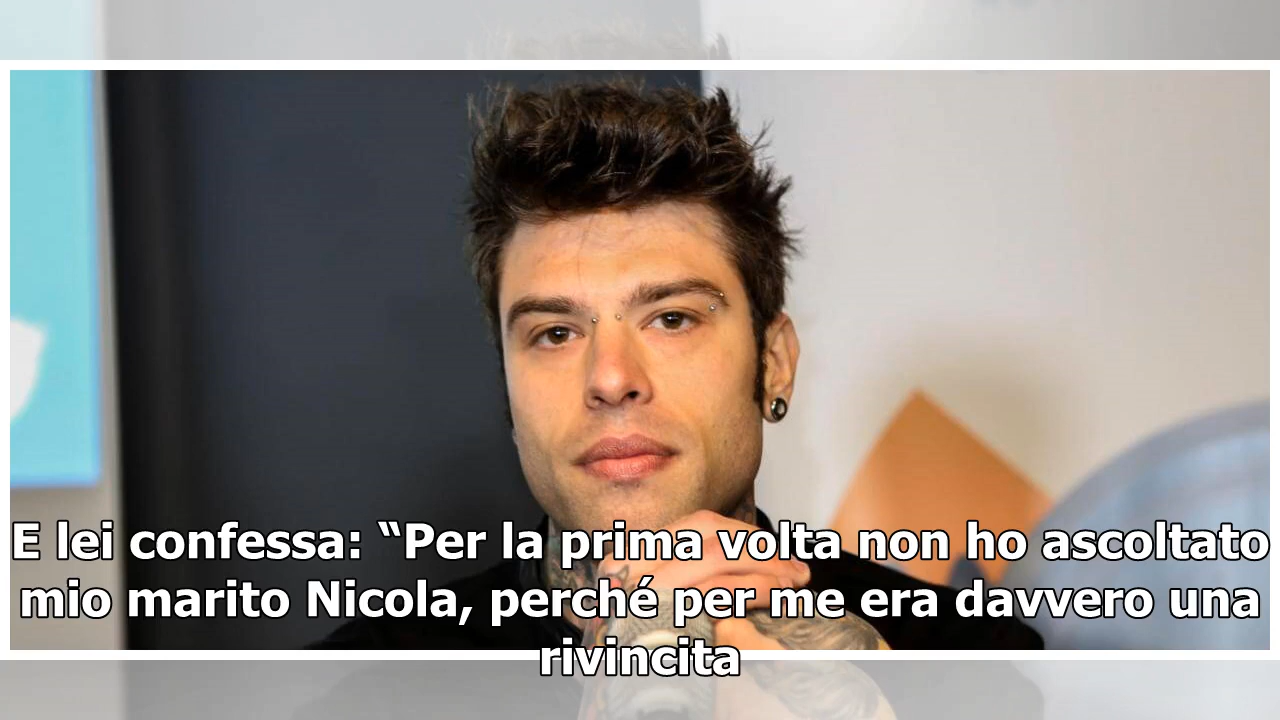 E lei confessa: “Per la prima volta non ho ascoltato
mio marito Nicola, perché per me era davvero una
rivincita